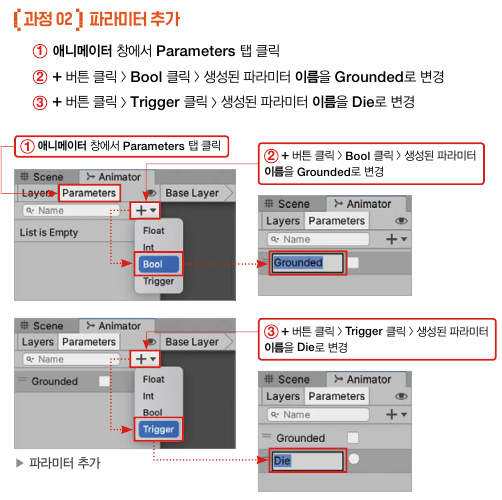 [과정 02] 파라미터 추가
① 애니메이터 창에서 Parameters 탭 클릭
② + 버튼 클릭 > Bool 클릭 > 생성된 파라미터 이름을 Grounded로 변경
③ + 버튼 클릭 > Trigger 클릭 > 생성된 파라미터 이름을 Die로 변경
① 애니메이터 창에서 Parameters 탭 클릭
② + 버튼 클릭 > Bool 클릭 > 생성된 파라미터
이름을 Grounded로 변경
Scene Animator
Layers Parameters Base Layer
Name
List is Empty
Float
Int
Bool
Trigger
Scene Animator
Layers Parameters
Name
Grounded
Scene Animator
Layers Parameters Base Layer
Name
Grounded
Float
Int
Bool
Trigger
③ + 버튼 클릭 > Trigger 클릭 > 생성된 파라미터
이름을 Die로 변경
Scene Animator
Layers Parameters
Name
Grounded
Die
▶ 파라미터 추가